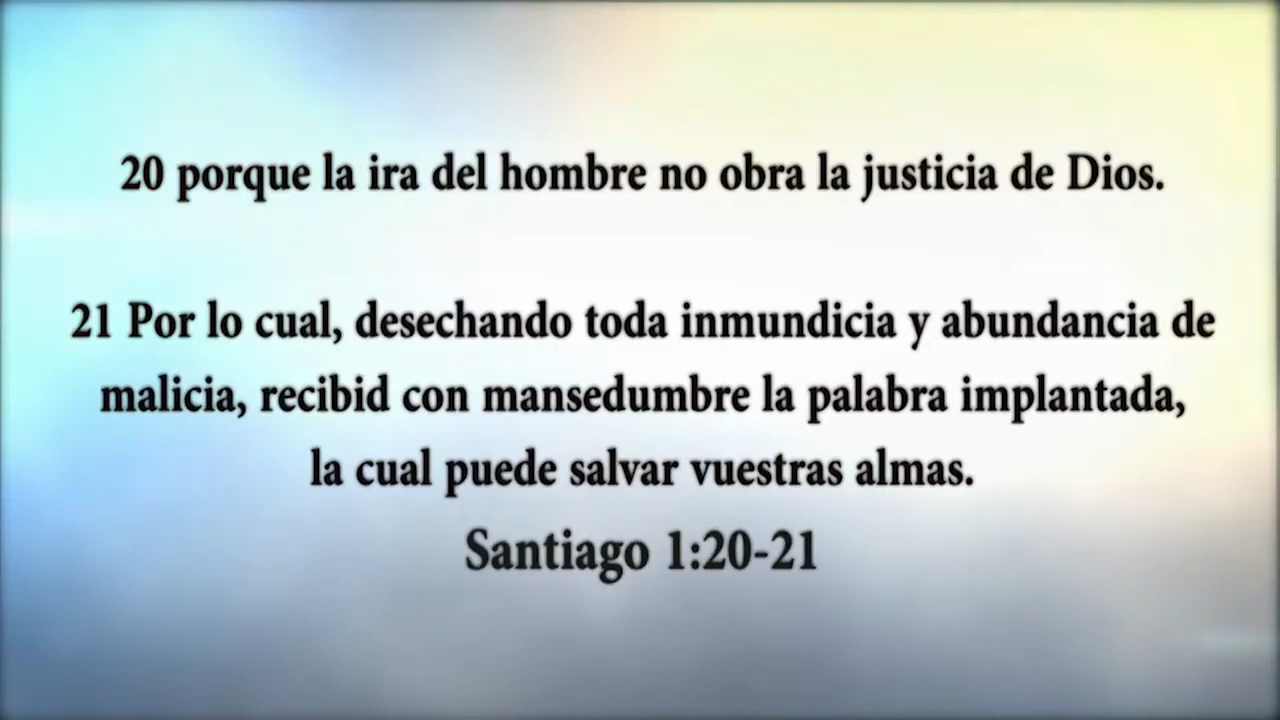 20 porque la ira del hombre no obra la justicia de Dios.
21 Por lo cual, desechando toda inmundicia y abundancia de
malicia, recibid con mansedumbre la palabra implantada,
la cual puede salvar vuestras almas.
Santiago 1:20-21